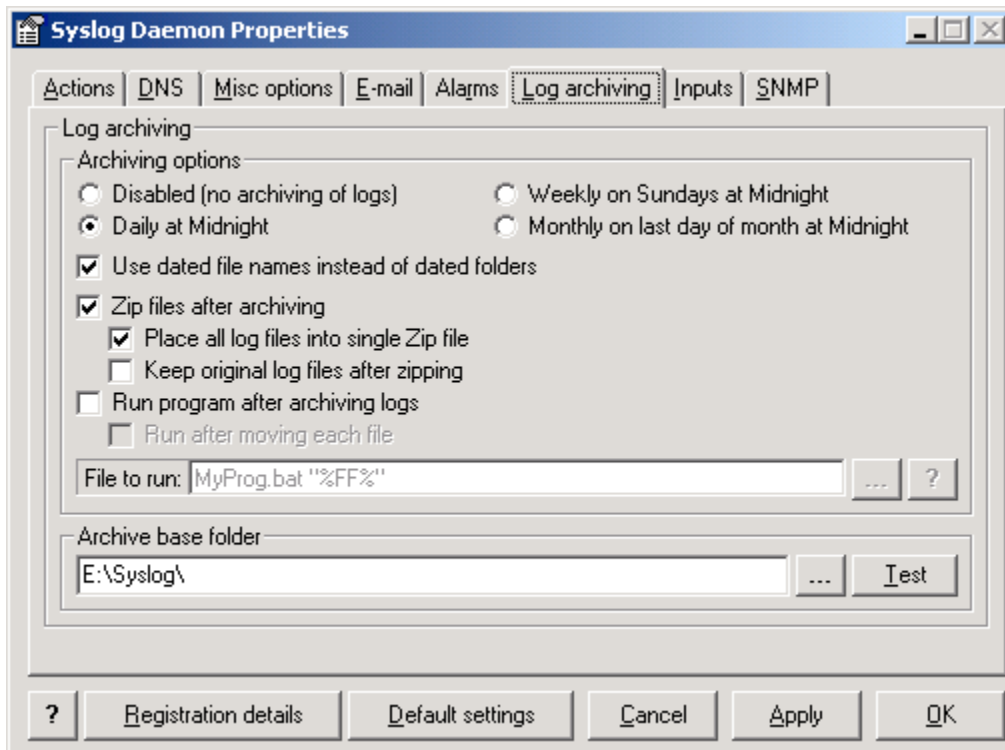 Syslog Daemon Properties
Actions DNS Misc options E-mail Alarms Log archiving Inputs SNMP
Log archiving
Archiving options
Disabled (no archiving of logs) Weekly on Sundays at Midnight
Daily at Midnight Monthly on last day of month at Midnight
Use dated file names instead of dated folders
Zip files after archiving
Place all log files into single Zip file
Keep original log files after zipping
Run program after archiving logs
Run after moving each file
File to run: MyProg.bat "%FF%" ... ?
Archive base folder
E:\Syslog\ ... Test
? Registration details Default settings Cancel Apply OK